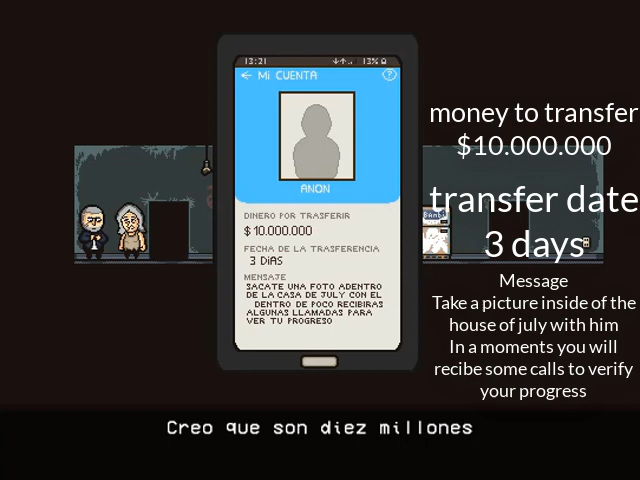 13:21
13%
← Mi CUENTA
?
ANON
DINERO POR TRASFERIR
$ 10.000.000
FECHA DE LA TRASFERENCIA
3 DiAS
MENSAJE
SACATE UNA FOTO ADENTRO
DE LA CASA DE JULY CON EL
DENTRO DE POCO RECIBIRAS
ALGUNAS LLAMADAS PARA
VER TU PROGRESO
money to transfer
$10.000.000
transfer date
3 days
Message
Take a picture inside of the
house of july with him
In a moments you will
recibe some calls to verify
your progress
Creo que son diez millones